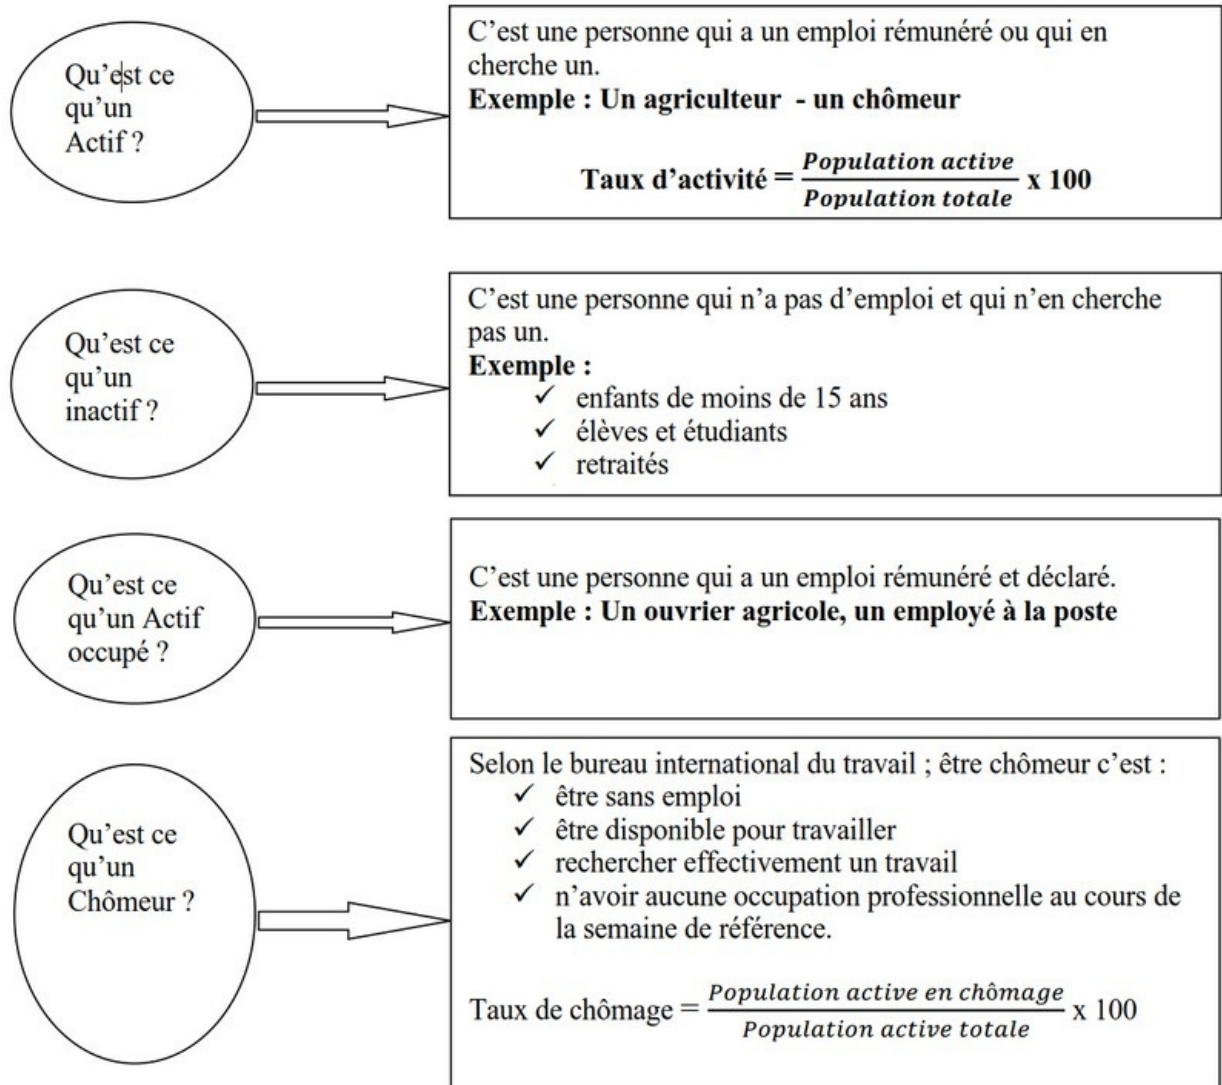 Qu’est ce
qu’un
Actif ?
C’est une personne qui a un emploi rémunéré ou qui en
cherche un.
Exemple : Un agriculteur - un chômeur
Taux d’activité = Population active / Population totale x 100
Qu’est ce
qu’un
inactif ?
C’est une personne qui n’a pas d’emploi et qui n’en cherche
pas un.
Exemple :
✓ enfants de moins de 15 ans
✓ élèves et étudiants
✓ retraités
Qu’est ce
qu’un Actif
occupé ?
C’est une personne qui a un emploi rémunéré et déclaré.
Exemple : Un ouvrier agricole, un employé à la poste
Qu’est ce
qu’un
Chômeur ?
Selon le bureau international du travail ; être chômeur c’est :
✓ être sans emploi
✓ être disponible pour travailler
✓ rechercher effectivement un travail
✓ n’avoir aucune occupation professionnelle au cours de
la semaine de référence.
Taux de chômage = Population active en chômage / Population active totale x 100